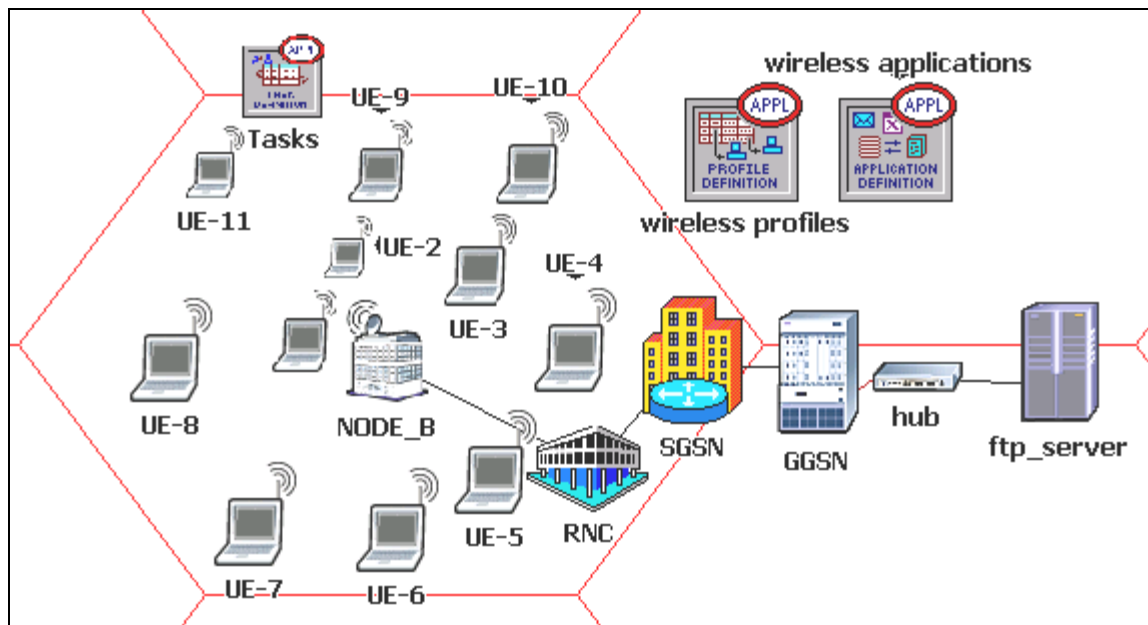 wireless applications
UE-10
UE-9
APPL
APPL
Tasks
PROFILE
DEFINITION
APPLICATION
DEFINITION
UE-11
wireless profiles
UE-2
UE-4
UE-3
UE-8
NODE_B
SGSN
GGSN
hub
ftp_server
UE-5
RNC
UE-7
UE-6